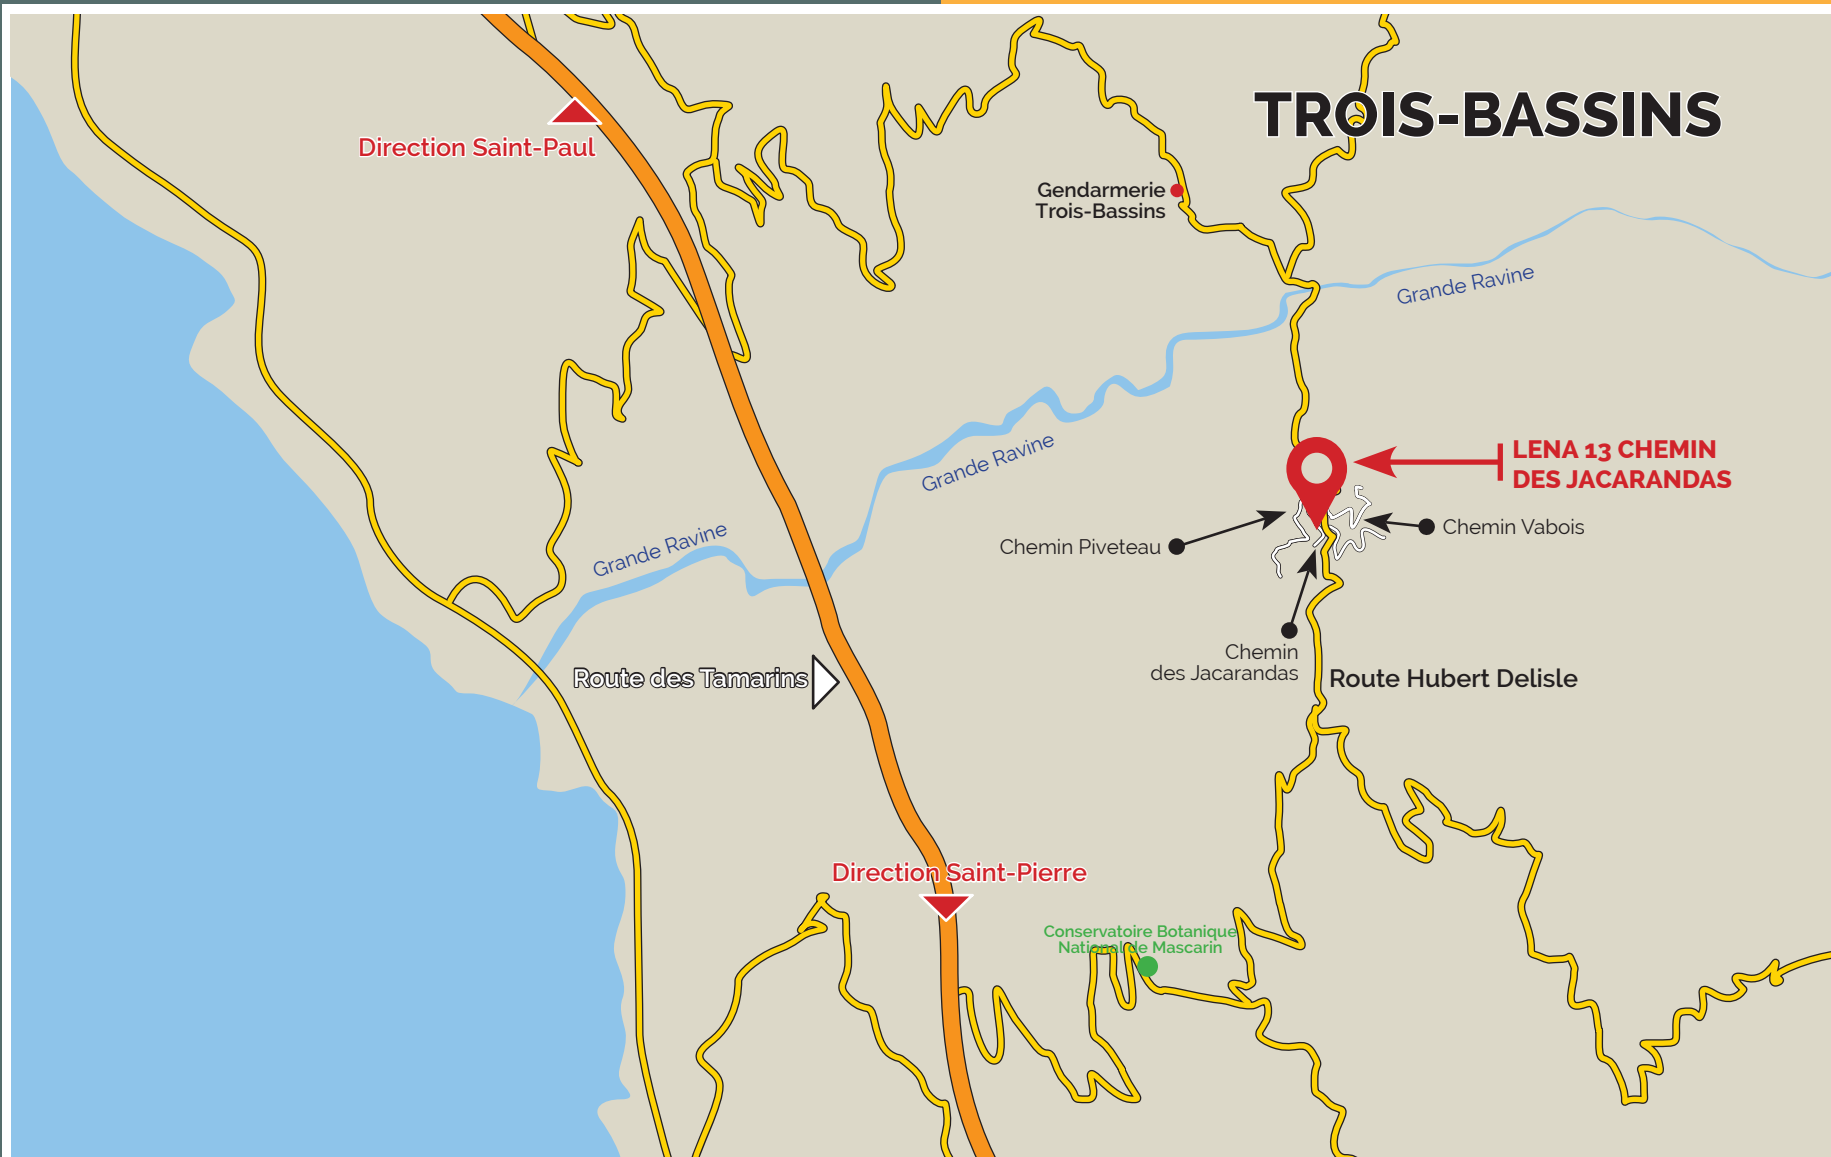 TROIS-BASSINS
Direction Saint-Paul
Gendarmerie
Trois-Bassins
Grande Ravine
Grande Ravine
Grande Ravine
LENA 13 CHEMIN
DES JACARANDAS
Chemin Piveteau
Chemin Vabois
Chemin
des Jacarandas
Route des Tamarins
Route Hubert Delisle
Direction Saint-Pierre
Conservatoire Botanique
National de Mascarin